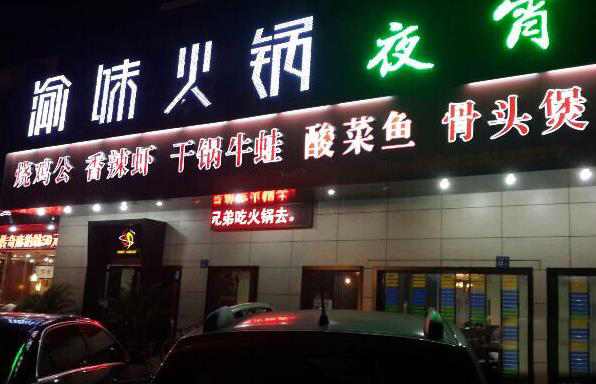 渝味火锅 夜宵
烧鸡公 香辣虾 干锅牛蛙 酸菜鱼 骨头煲
兄弟吃火锅去。